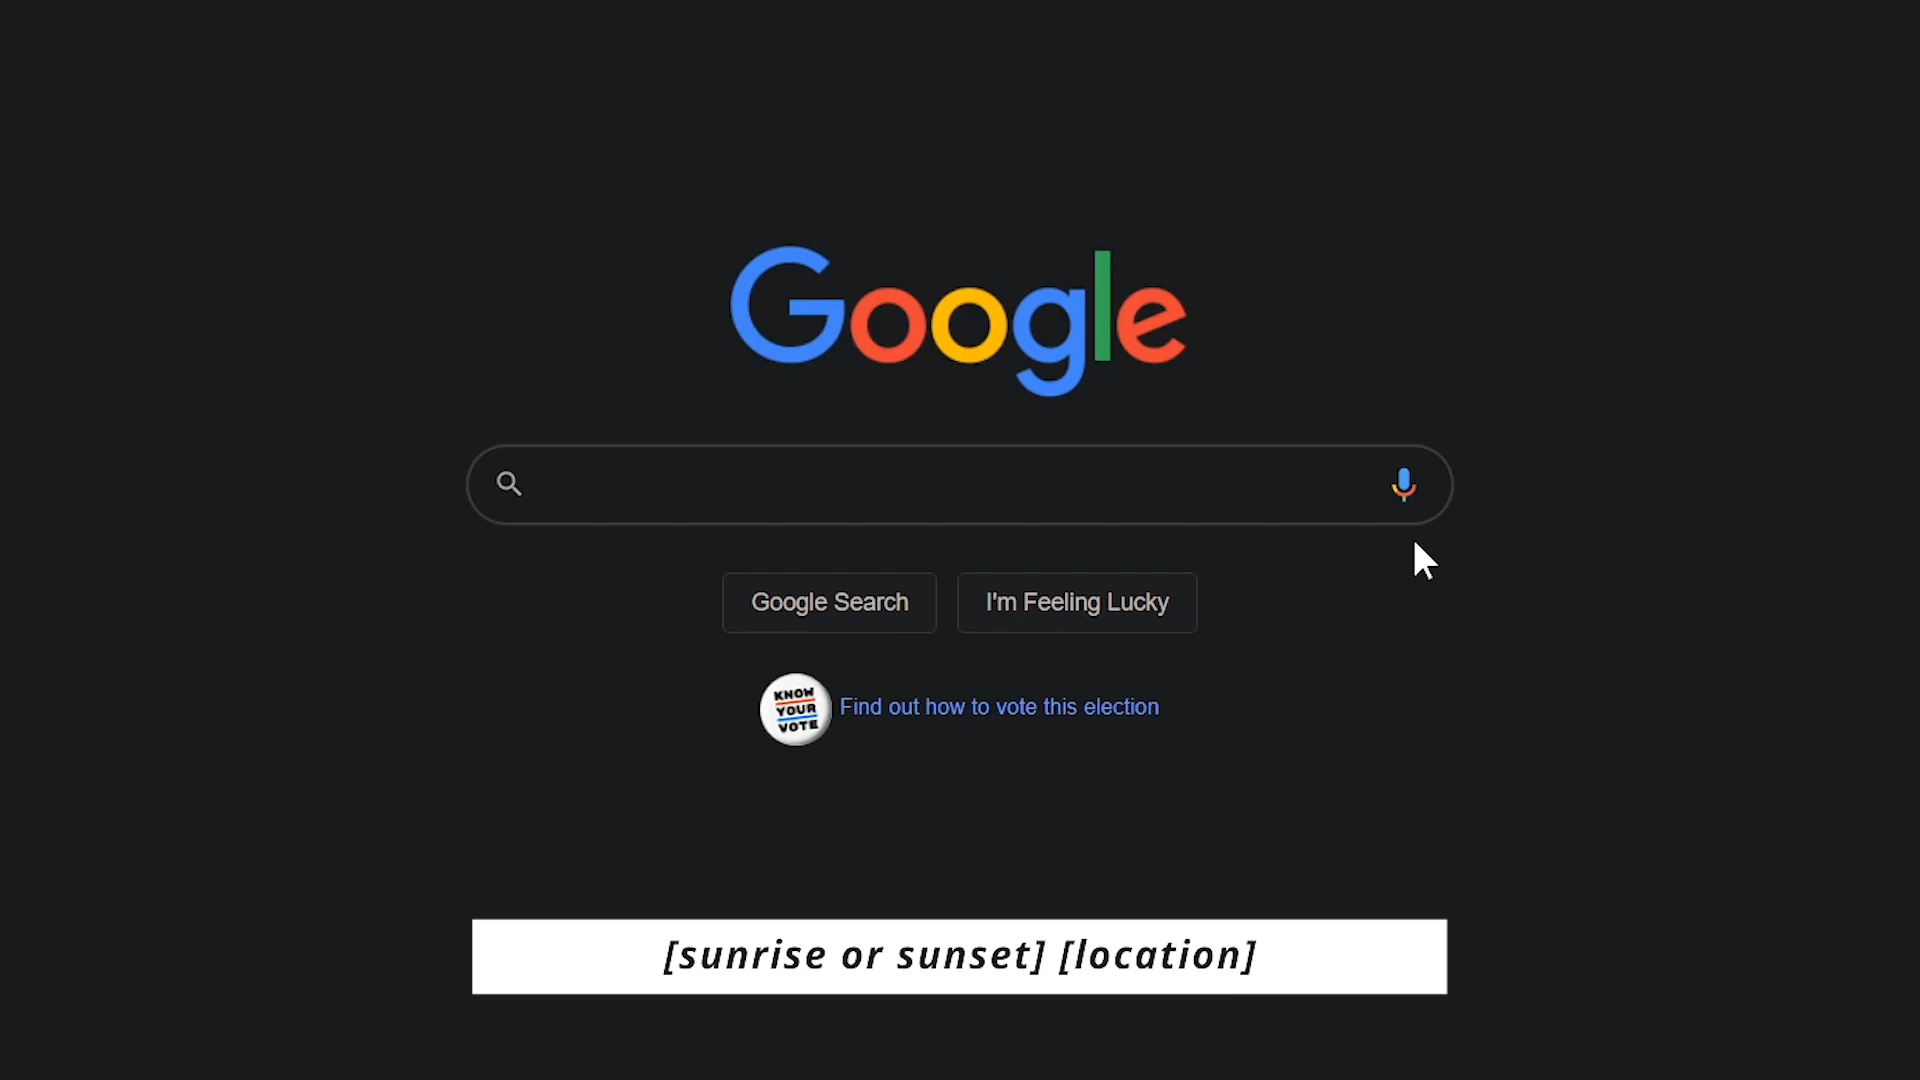 Google
Google Search
I'm Feeling Lucky
KNOW
YOUR
VOTE
Find out how to vote this election
[sunrise or sunset] [location]